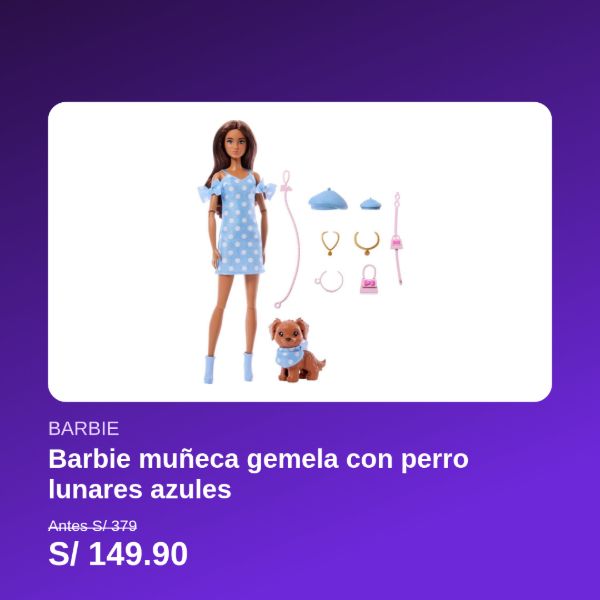 BARBIE
Barbie muñeca gemela con perro
lunares azules
Antes S/ 379
S/ 149.90